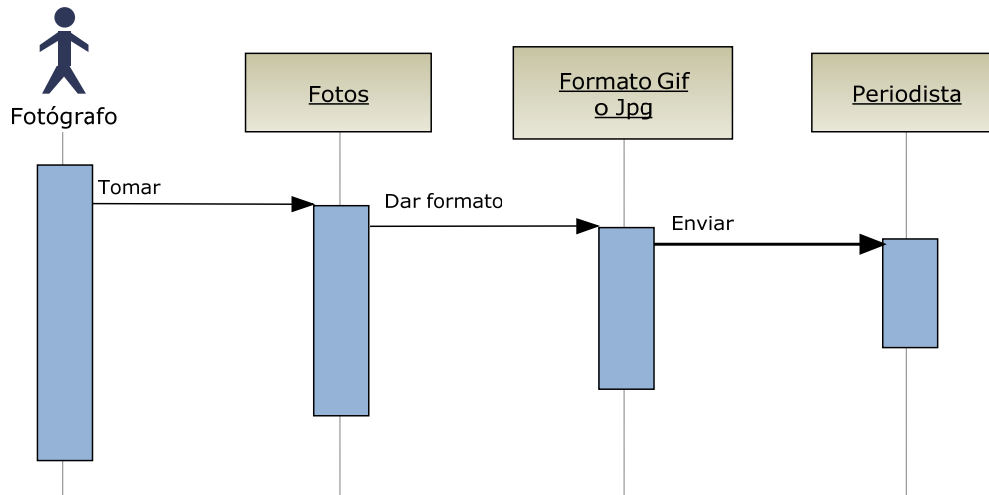 Fotógrafo
Fotos
Formato Gif
o Jpg
Periodista
Tomar
Dar formato
Enviar